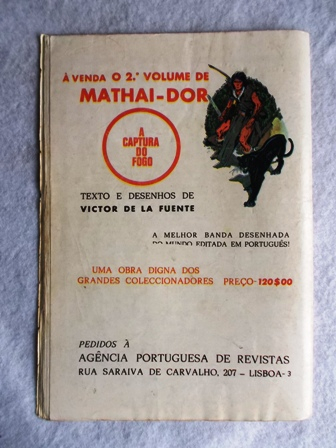 À VENDA O 2.º VOLUME DE
MATHAI-DOR
A
CAPTURA
DO
FOGO
TEXTO E DESENHOS DE
VICTOR DE LA FUENTE
A MELHOR BANDA DESENHADA
DO MUNDO EDITADA EM PORTUGUÊS!
UMA OBRA DIGNA DOS
GRANDES COLECCIONADORES PREÇO-120$00
PEDIDOS À
AGÊNCIA PORTUGUESA DE REVISTAS
RUA SARAIVA DE CARVALHO, 207 – LISBOA-3